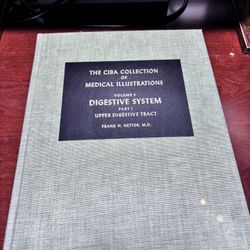 THE CIBA COLLECTION
OF
MEDICAL ILLUSTRATIONS
VOLUME 3
DIGESTIVE SYSTEM
PART I
UPPER DIGESTIVE TRACT
FRANK H. NETTER, M.D.